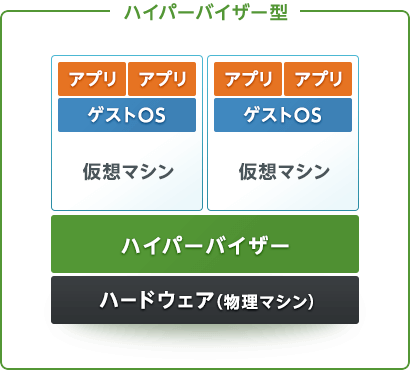 ハイパーバイザー型
アプリ アプリ アプリ アプリ
ゲストOS ゲストOS
仮想マシン 仮想マシン
ハイパーバイザー
ハードウェア(物理マシン)